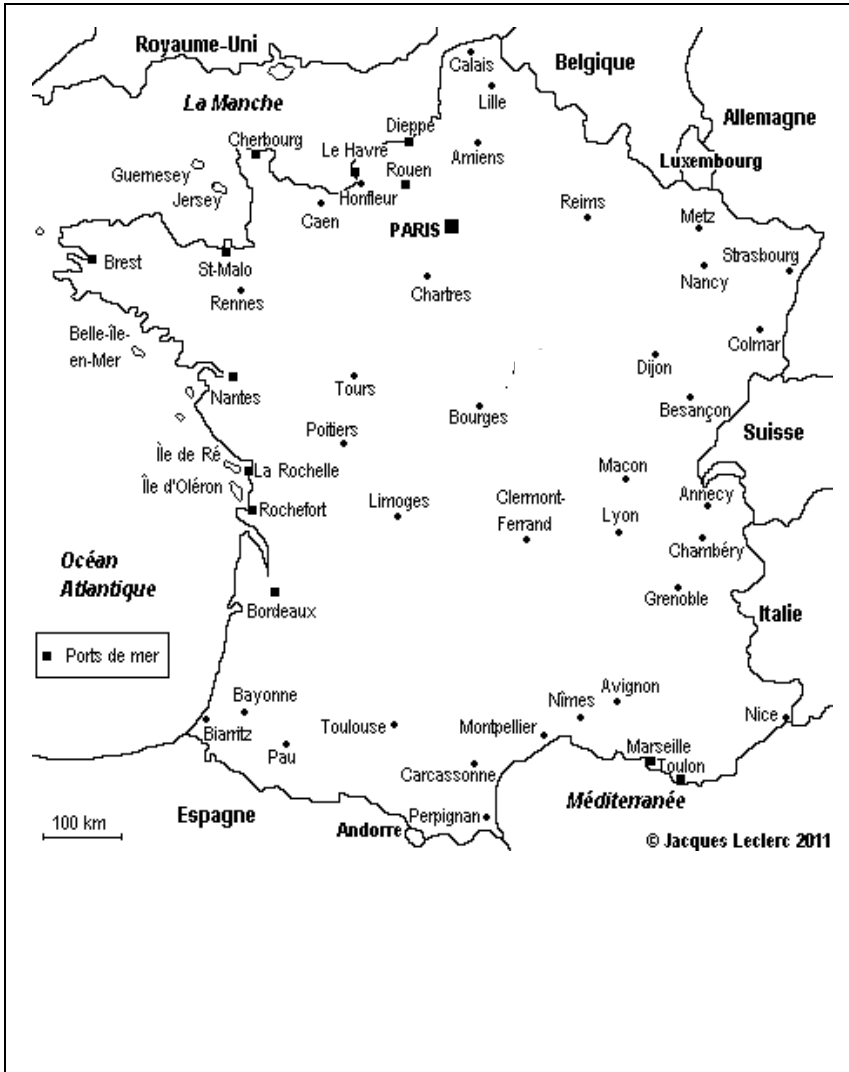 Royaume-Uni
Calais
Belgique
Lille
La Manche
Allemagne
Dieppe
Cherbourg
Le Havre
Amiens
Luxembourg
Guernesey
Rouen
Jersey
Honfleur
Reims
Caen
Metz
PARIS
Strasbourg
Brest
St-Malo
Nancy
Chartres
Rennes
Belle-île-
en-Mer
Colmar
Dijon
Tours
Nantes
Besançon
Bourges
Poitiers
Suisse
Île de Ré
La Rochelle
Macon
Île d'Oléron
Annecy
Rochefort
Limoges
Clermont-
Ferrand
Lyon
Chambéry
Océan
Atlantique
Grenoble
Bordeaux
Italie
Ports de mer
Avignon
Bayonne
Nîmes
Biarritz
Toulouse
Montpellier
Nice
Pau
Marseille
Toulon
Carcassonne
Méditerranée
Espagne
Perpignan
100 km
Andorre
© Jacques Leclerc 2011